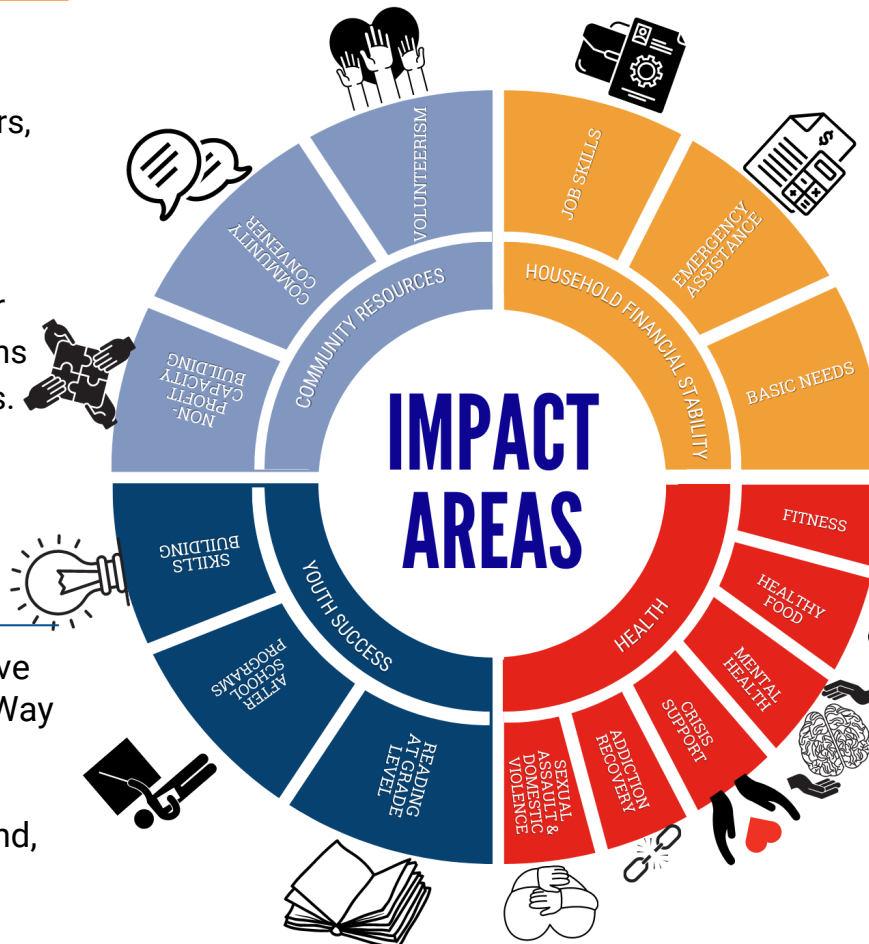 rs,
r
ns
s.
ve
Way
nd,
IMPACT
AREAS
COMMUNITY RESOURCES
NON-
PROFIT
CAPACITY
BUILDING
COMMUNITY
CONVENER
VOLUNTEERISM
HOUSEHOLD FINANCIAL STABILITY
JOB SKILLS
EMERGENCY
ASSISTANCE
$
BASIC NEEDS
HEALTH
FITNESS
HEALTHY
FOOD
MENTAL
HEALTH
CRISIS
SUPPORT
ADDICTION
RECOVERY
SEXUAL
ASSAULT &
DOMESTIC
VIOLENCE
YOUTH SUCCESS
READING
AT GRADE
LEVEL
AFTER
SCHOOL
PROGRAMS
SKILLS
BUILDING